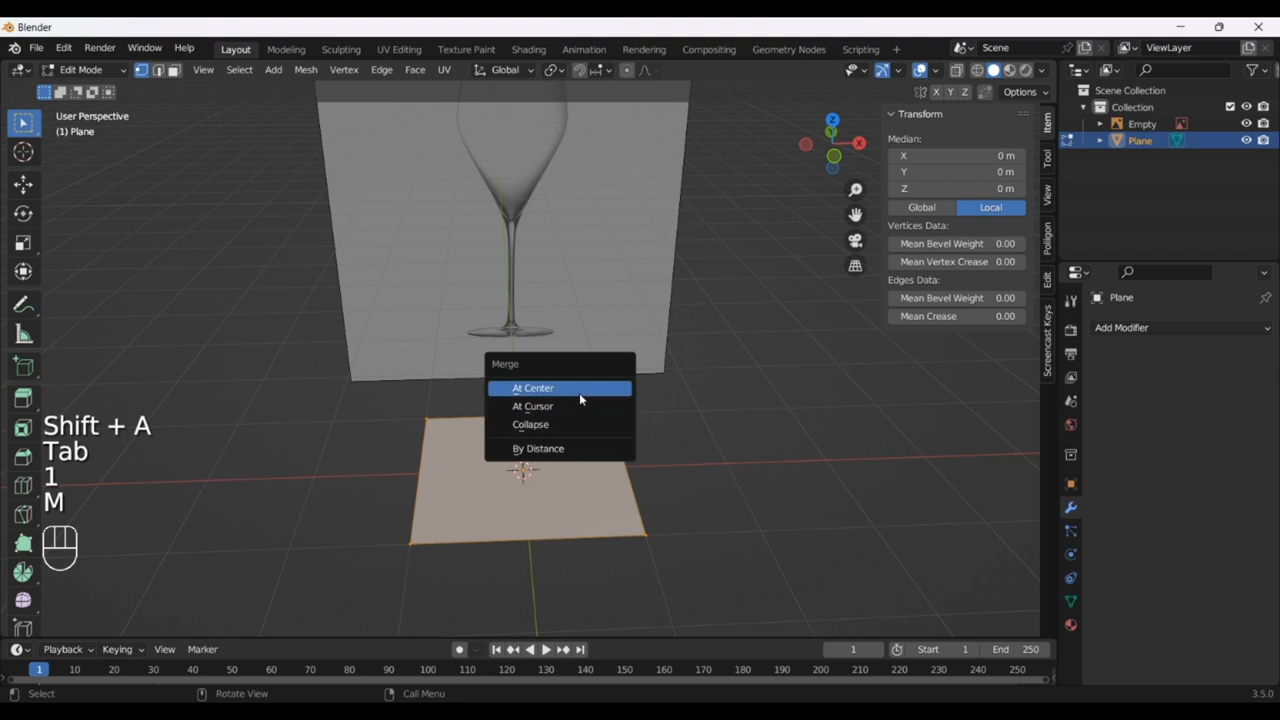 Blender
File Edit Render Window Help Layout Modeling Sculpting UV Editing Texture Paint Shading Animation Rendering Compositing Geometry Nodes Scripting + Scene ViewLayer
Edit Mode View Select Add Mesh Vertex Edge Face UV Global
X Y Z Options
User Perspective
(1) Plane
Z
X
Transform
Median:
X 0 m
Y 0 m
Z 0 m
Global Local
Vertices Data:
Mean Bevel Weight 0.00
Mean Vertex Crease 0.00
Edges Data:
Mean Bevel Weight 0.00
Mean Crease 0.00
Item
Tool
View
Poliigon
Edit
Screencast Keys
Scene Collection
Collection
Empty
Plane
Plane
Add Modifier
Merge
At Center
At Cursor
Collapse
By Distance
Shift + A
Tab
1
M
Playback Keying View Marker 1 Start 1 End 250
1 10 20 30 40 50 60 70 80 90 100 110 120 130 140 150 160 170 180 190 200 210 220 230 240 250
Select Rotate View Call Menu 3.5.0